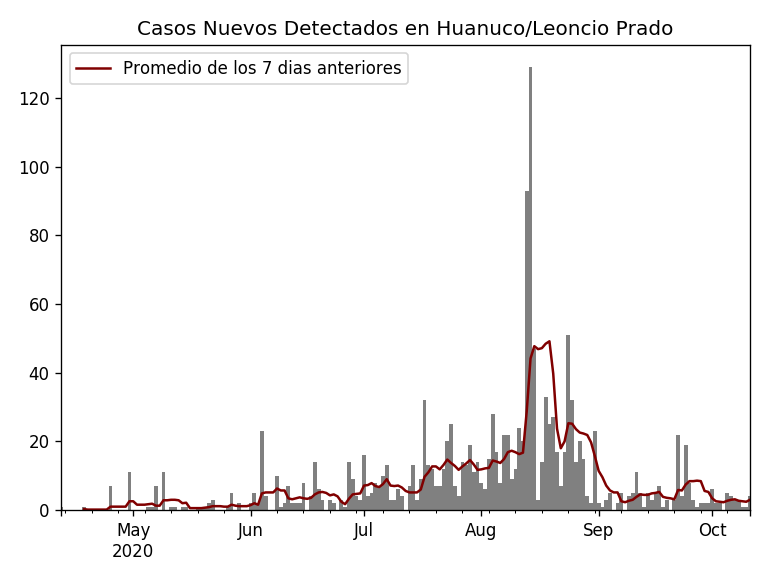 Casos Nuevos Detectados en Huanuco/Leoncio Prado
Promedio de los 7 dias anteriores
120
100
80
60
40
20
0
May Jun Jul Aug Sep Oct
2020